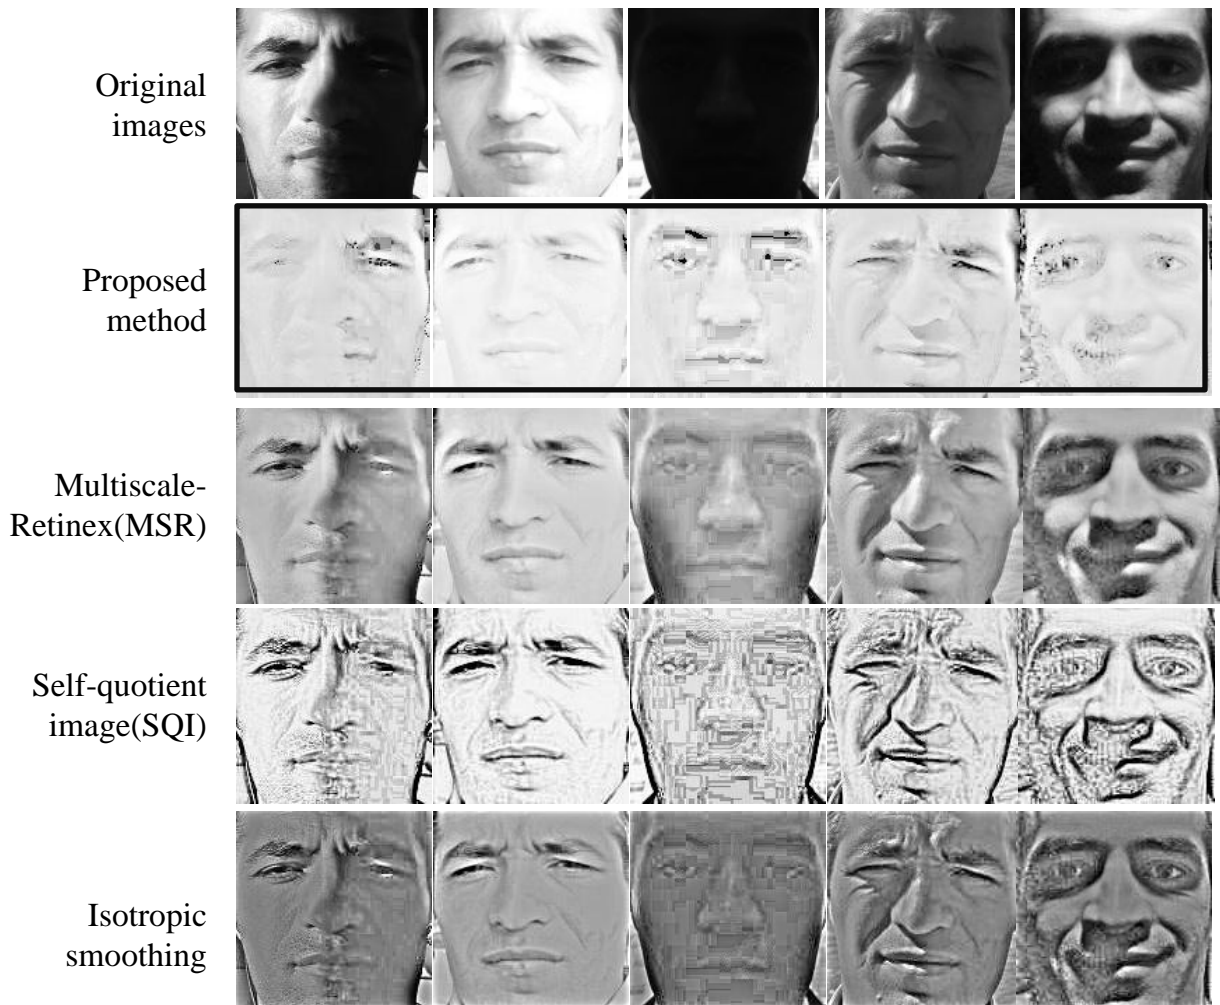 Original
images
Proposed
method
Multiscale-
Retinex(MSR)
Self-quotient
image(SQI)
Isotropic
smoothing